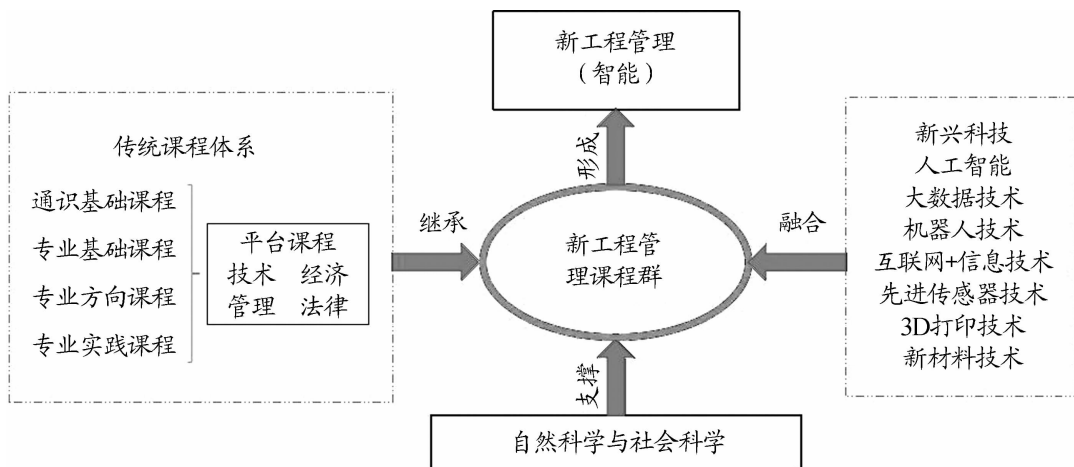 新工程管理
（智能）
形成
传统课程体系
通识基础课程
专业基础课程
专业方向课程
专业实践课程
平台课程
技术 经济
管理 法律
继承
新工程管
理课程群
融合
新兴科技
人工智能
大数据技术
机器人技术
互联网+信息技术
先进传感器技术
3D打印技术
新材料技术
支撑
自然科学与社会科学